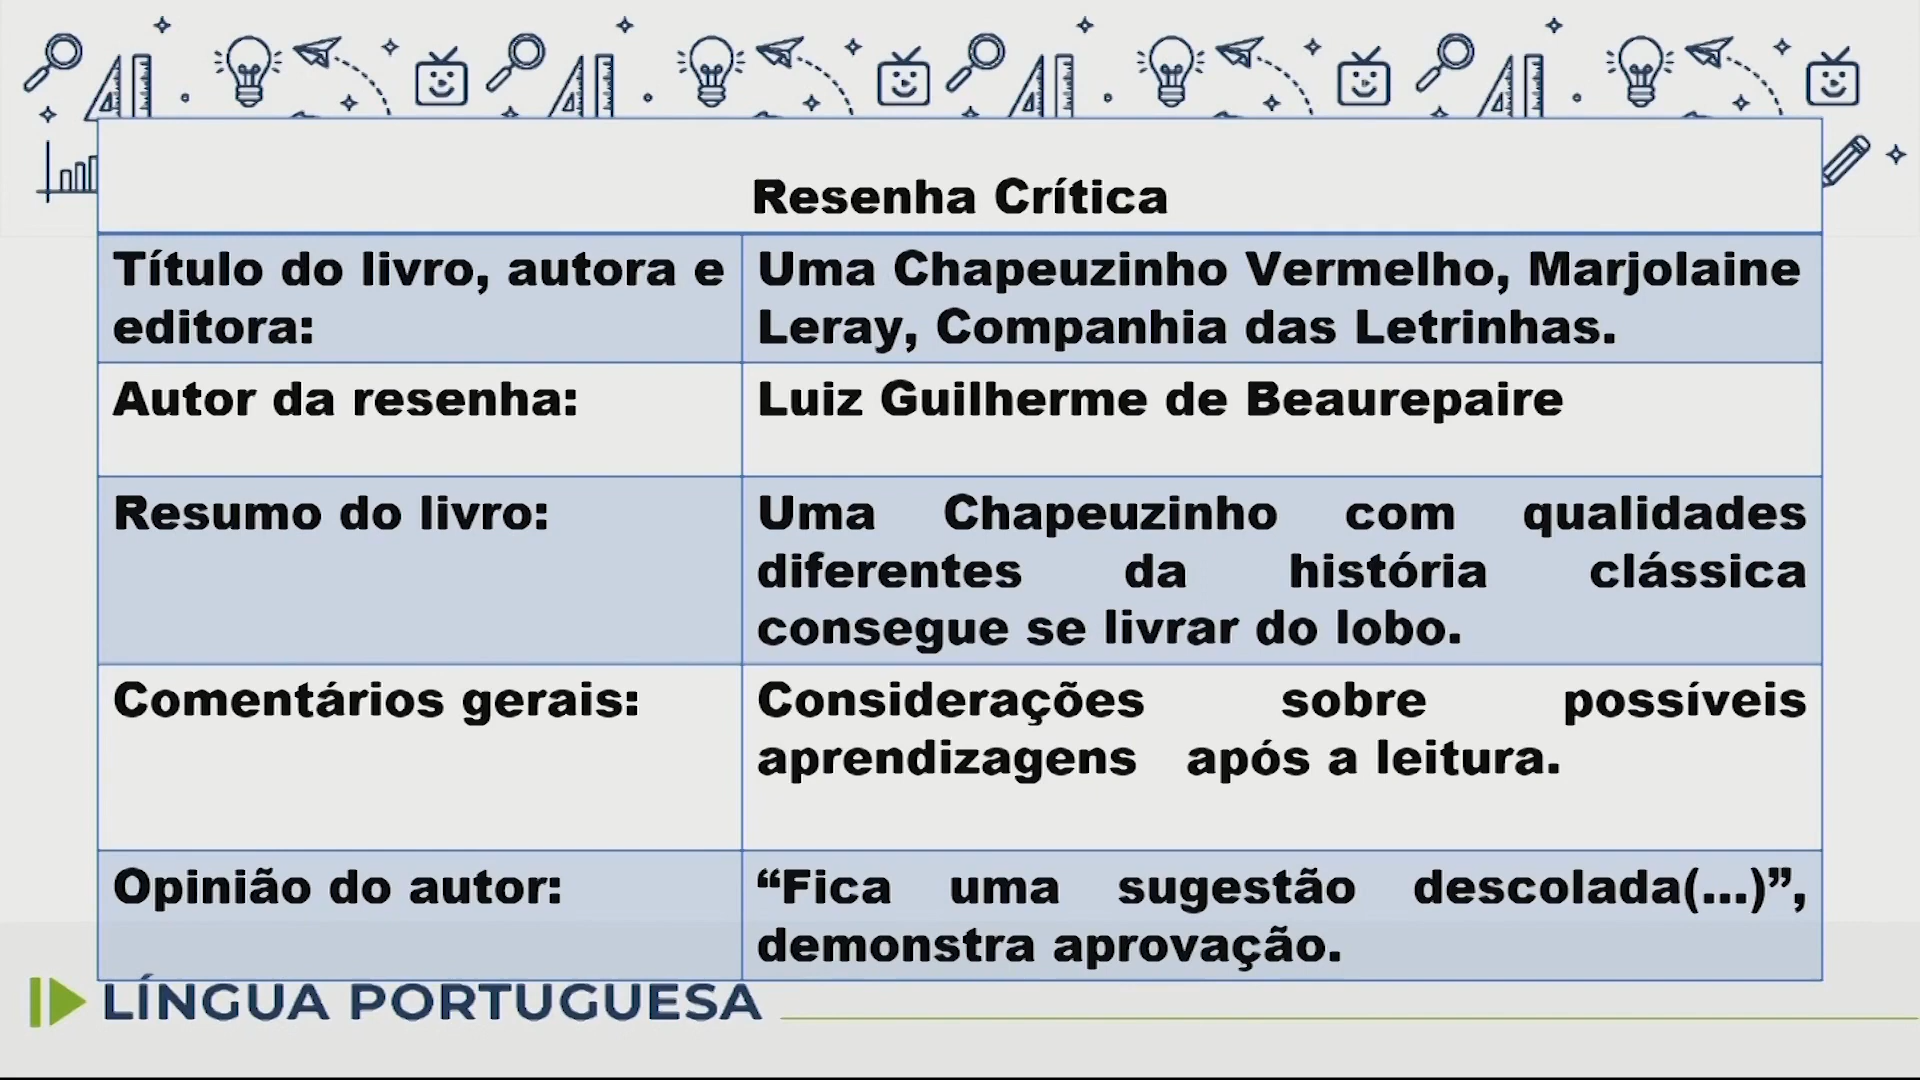 Resenha Crítica
Título do livro, autora e
editora:
Uma Chapeuzinho Vermelho, Marjolaine
Leray, Companhia das Letrinhas.
Autor da resenha:
Luiz Guilherme de Beaurepaire
Resumo do livro:
Uma Chapeuzinho com qualidades
diferentes da história clássica
consegue se livrar do lobo.
Comentários gerais:
Considerações sobre possíveis
aprendizagens após a leitura.
Opinião do autor:
“Fica uma sugestão descolada(...)”,
demonstra aprovação.
LÍNGUA PORTUGUESA